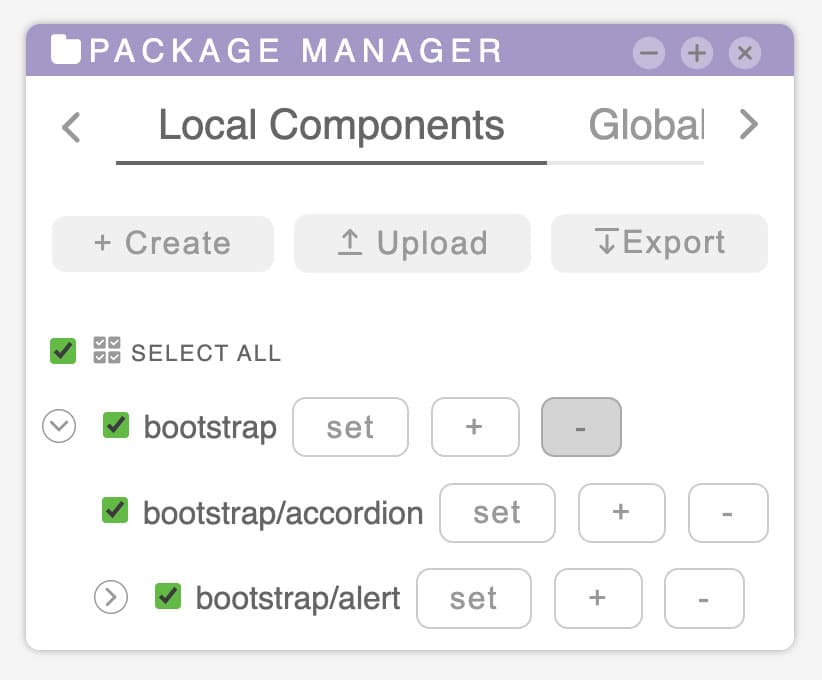 PACKAGE MANAGER
Local Components Global
+ Create Upload Export
SELECT ALL
bootstrap set + -
bootstrap/accordion set + -
bootstrap/alert set + -